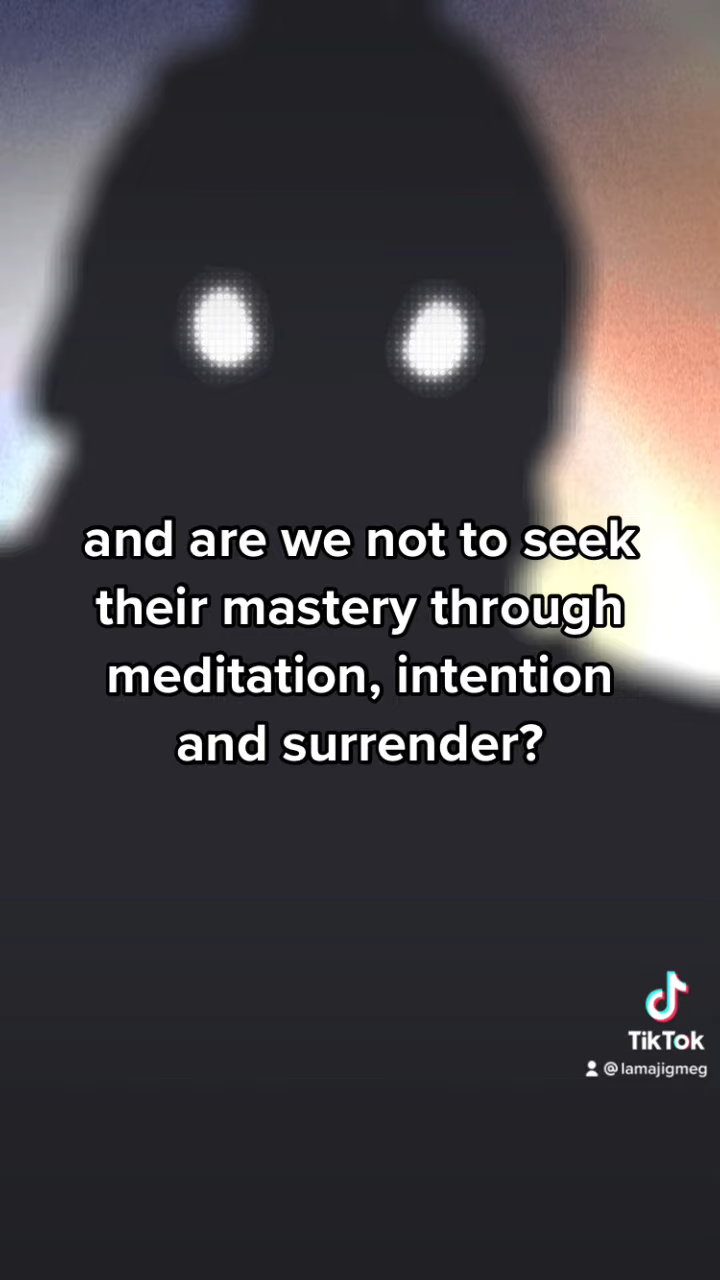 and are we not to seek
their mastery through
meditation, intention
and surrender?
TikTok
@lamajigmeg